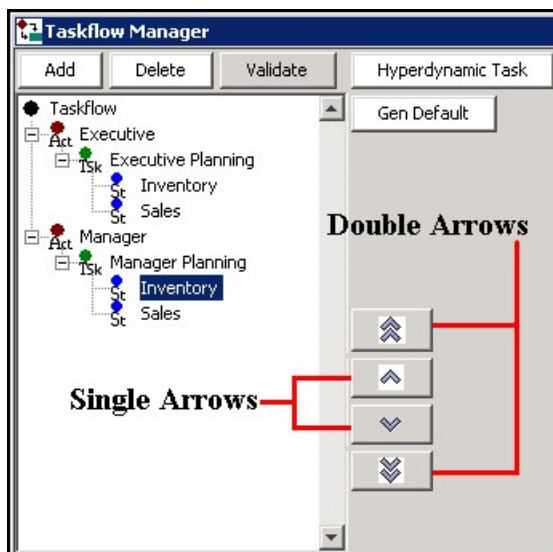 Taskflow Manager
Add Delete Validate Hyperdynamic Task
Taskflow
Gen Default
Act Executive
Tsk Executive Planning
St Inventory
St Sales
Act Manager
Double Arrows
Tsk Manager Planning
St Inventory
St Sales
Single Arrows